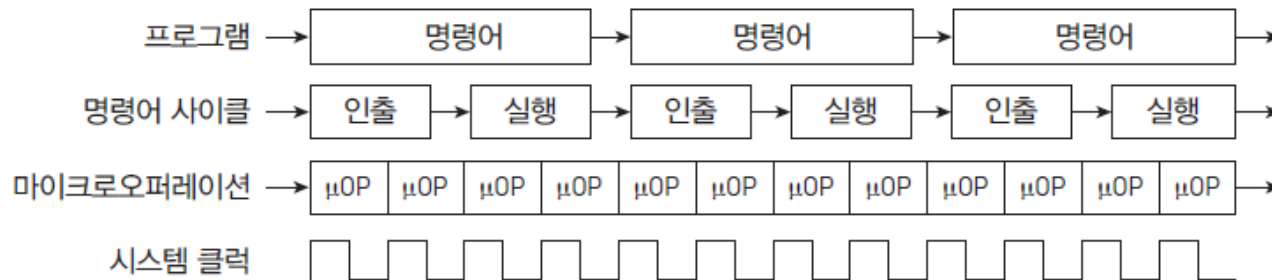 프로그램 명령어 명령어 명령어
명령어 사이클 인출 실행 인출 실행 인출 실행
마이크로오퍼레이션 μOP μOP μOP μOP μOP μOP μOP μOP μOP μOP μOP μOP
시스템 클럭